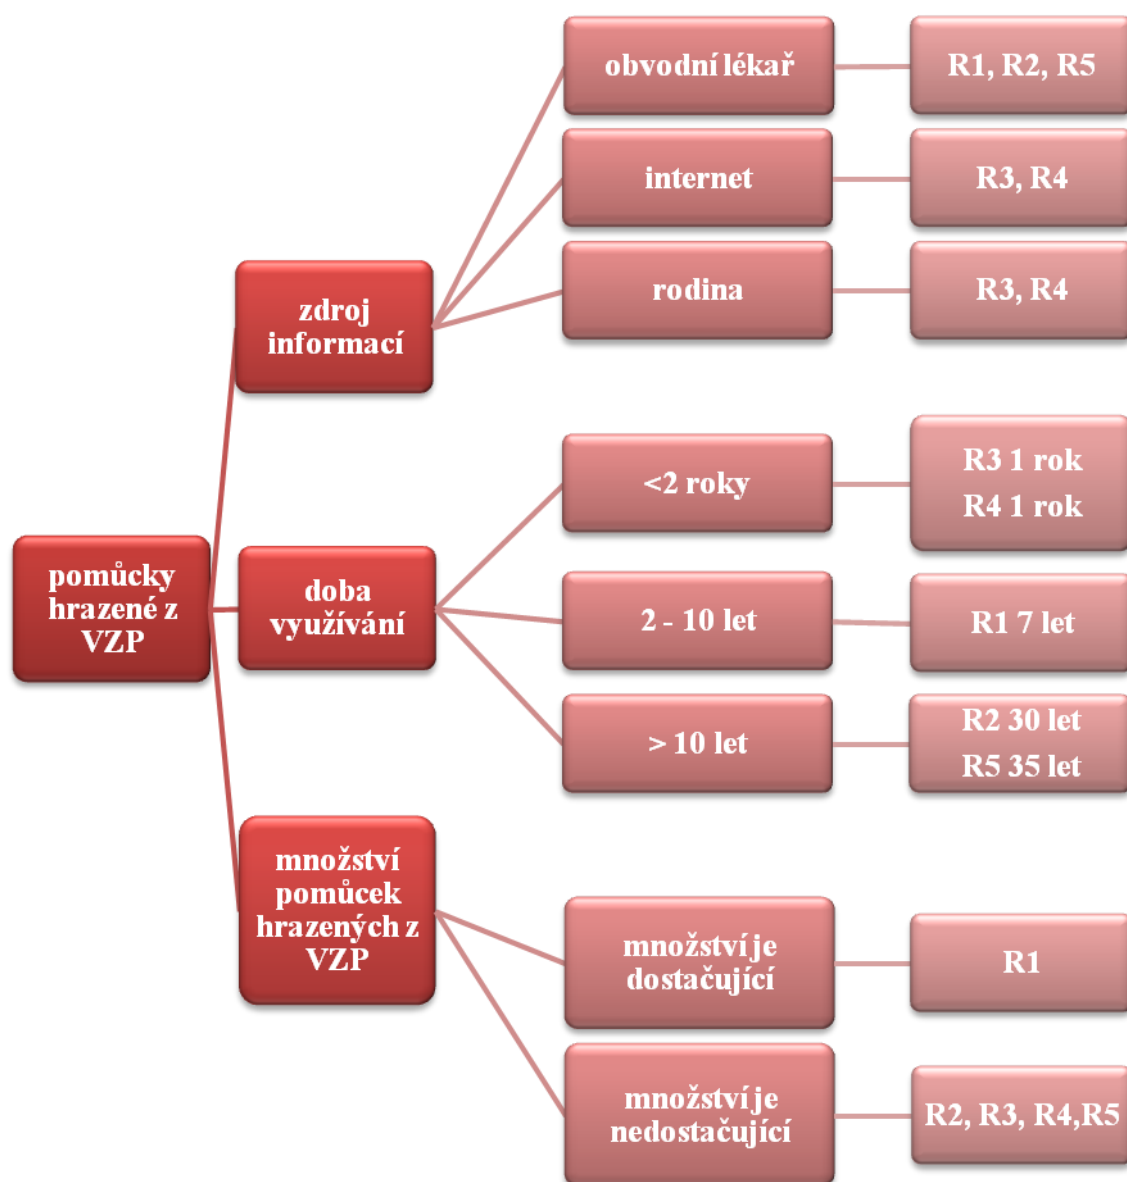 pomůcky
hrazené z
VZP
zdroj
informací
obvodní lékař
R1, R2, R5
internet
R3, R4
rodina
R3, R4
doba
využívání
<2 roky
R3 1 rok
R4 1 rok
2 - 10 let
R1 7 let
> 10 let
R2 30 let
R5 35 let
množství
pomůcek
hrazených z
VZP
množství je
dostačující
R1
množství je
nedostačující
R2, R3, R4,R5